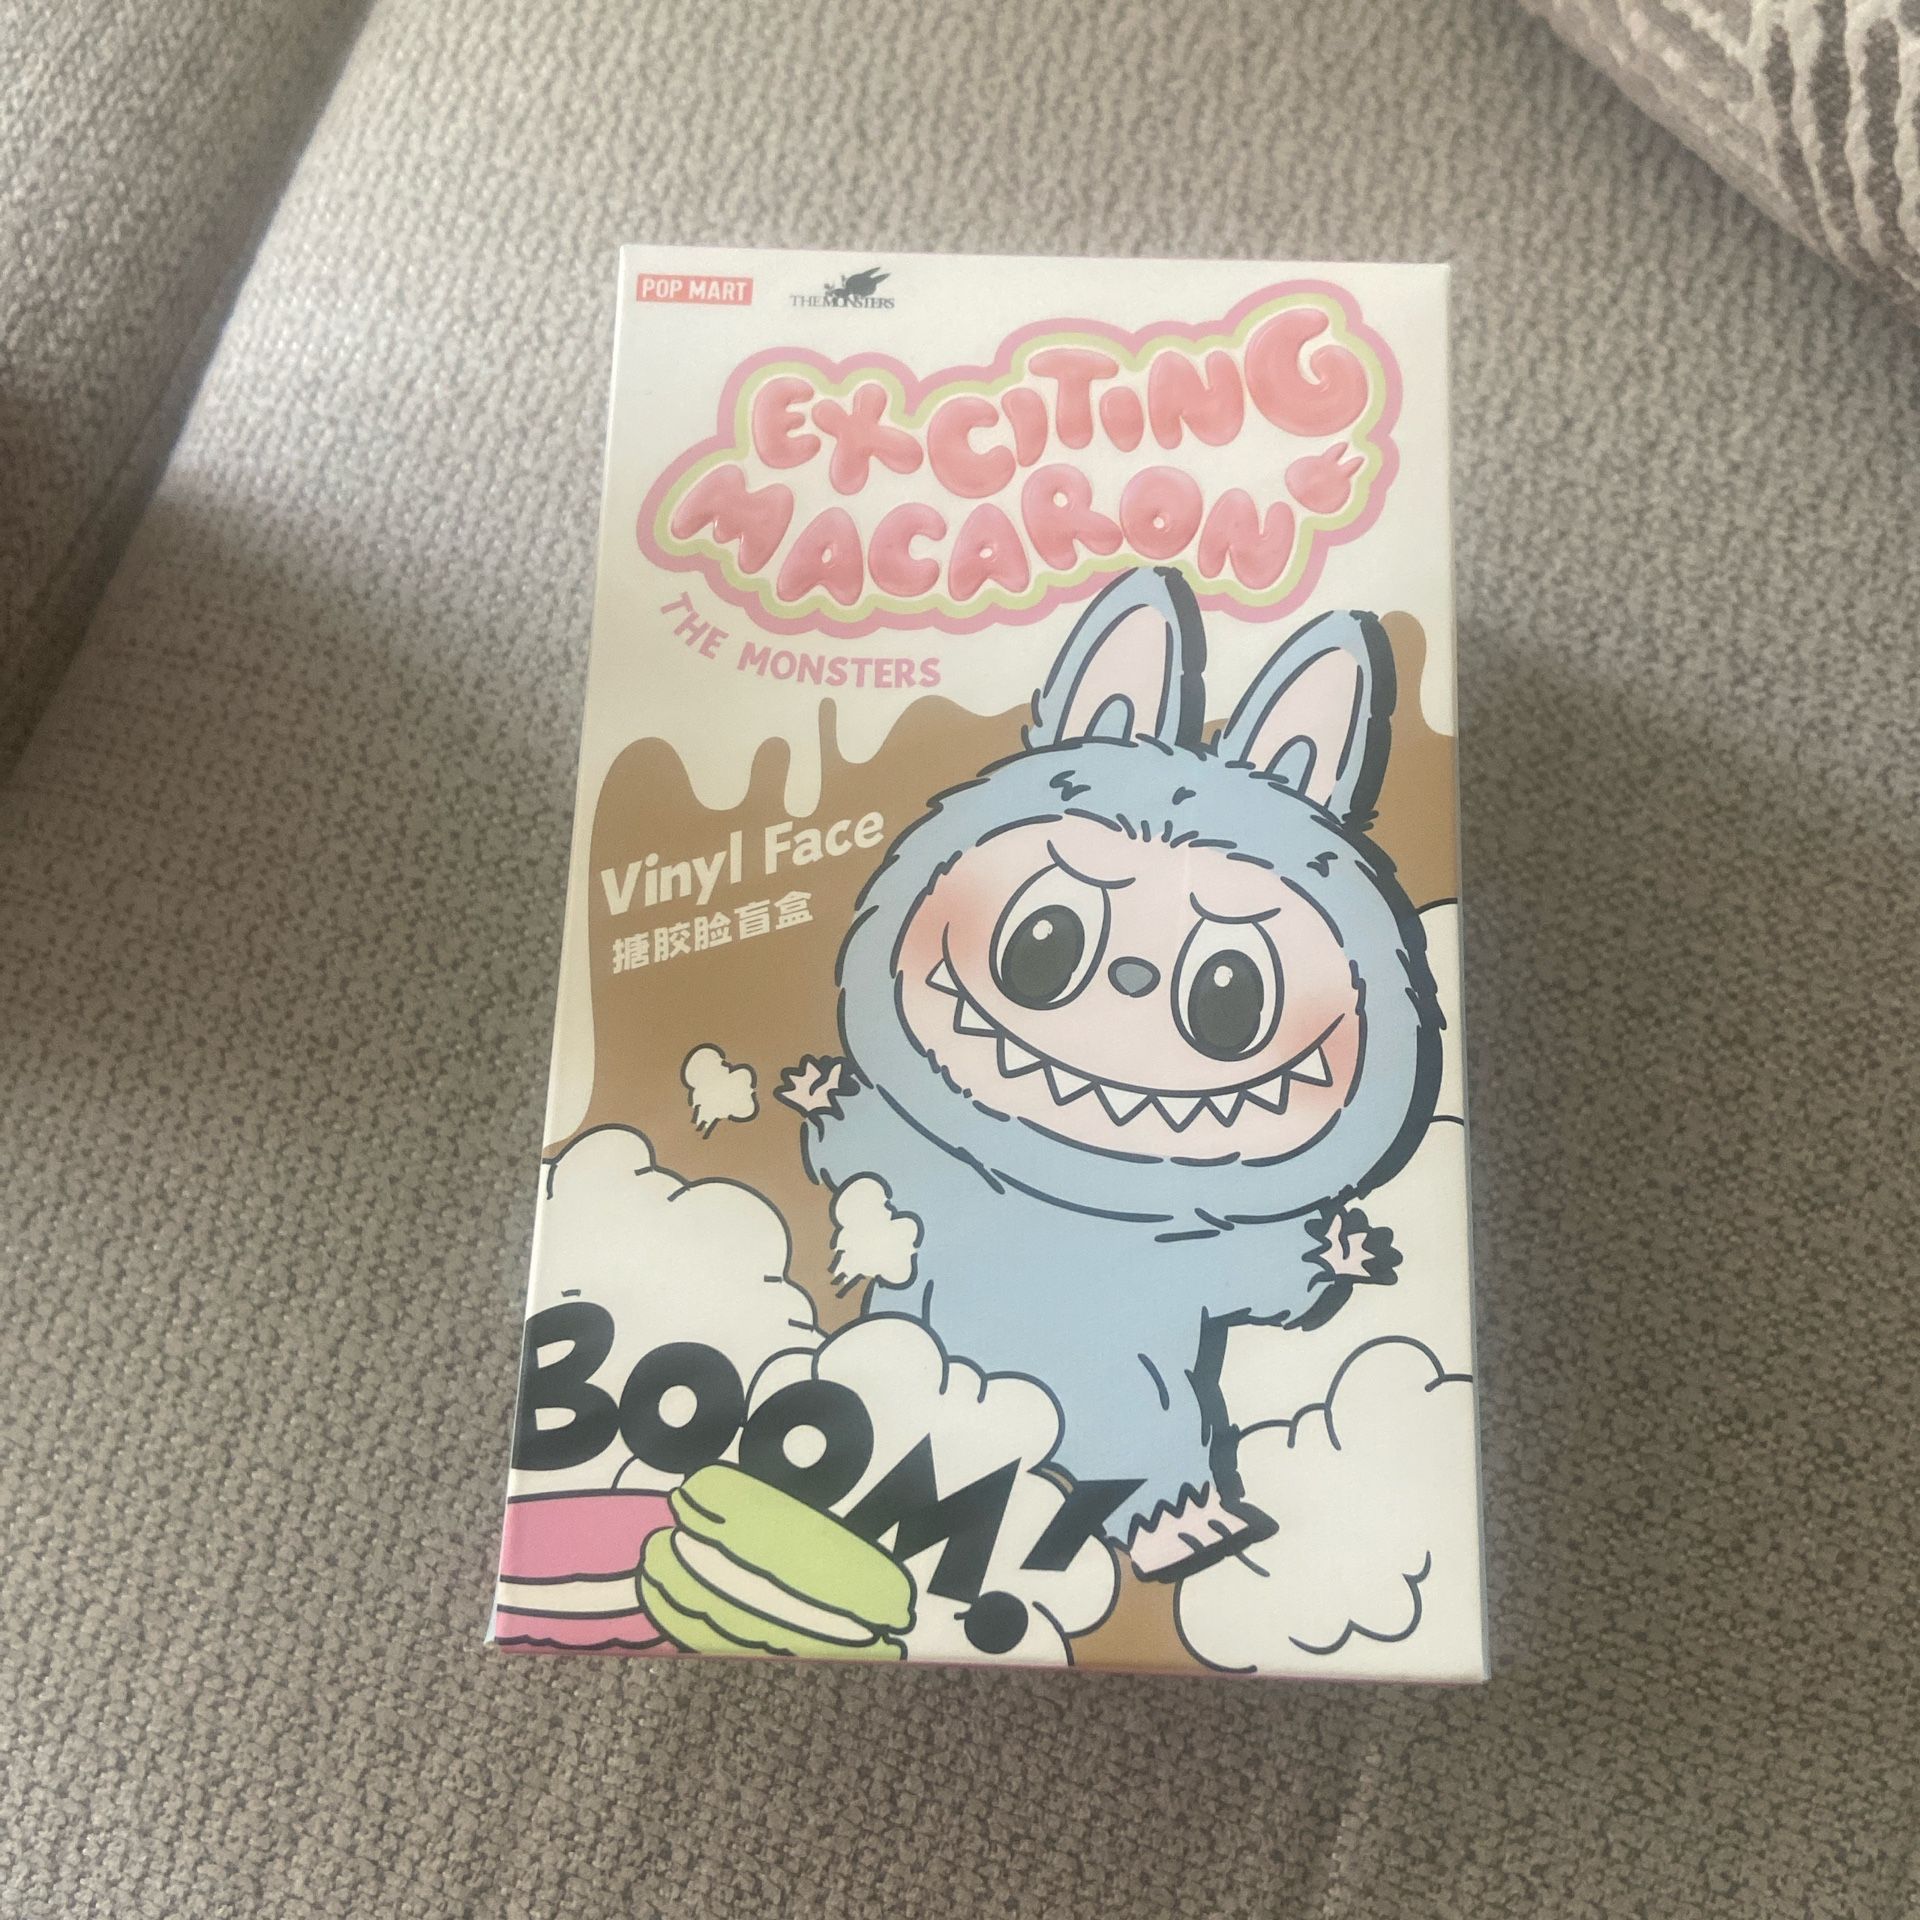 POP MART
THE MONSTERS
EXCITING
MACARON
THE MONSTERS
Vinyl Face
搪胶脸盲盒
BOOM!